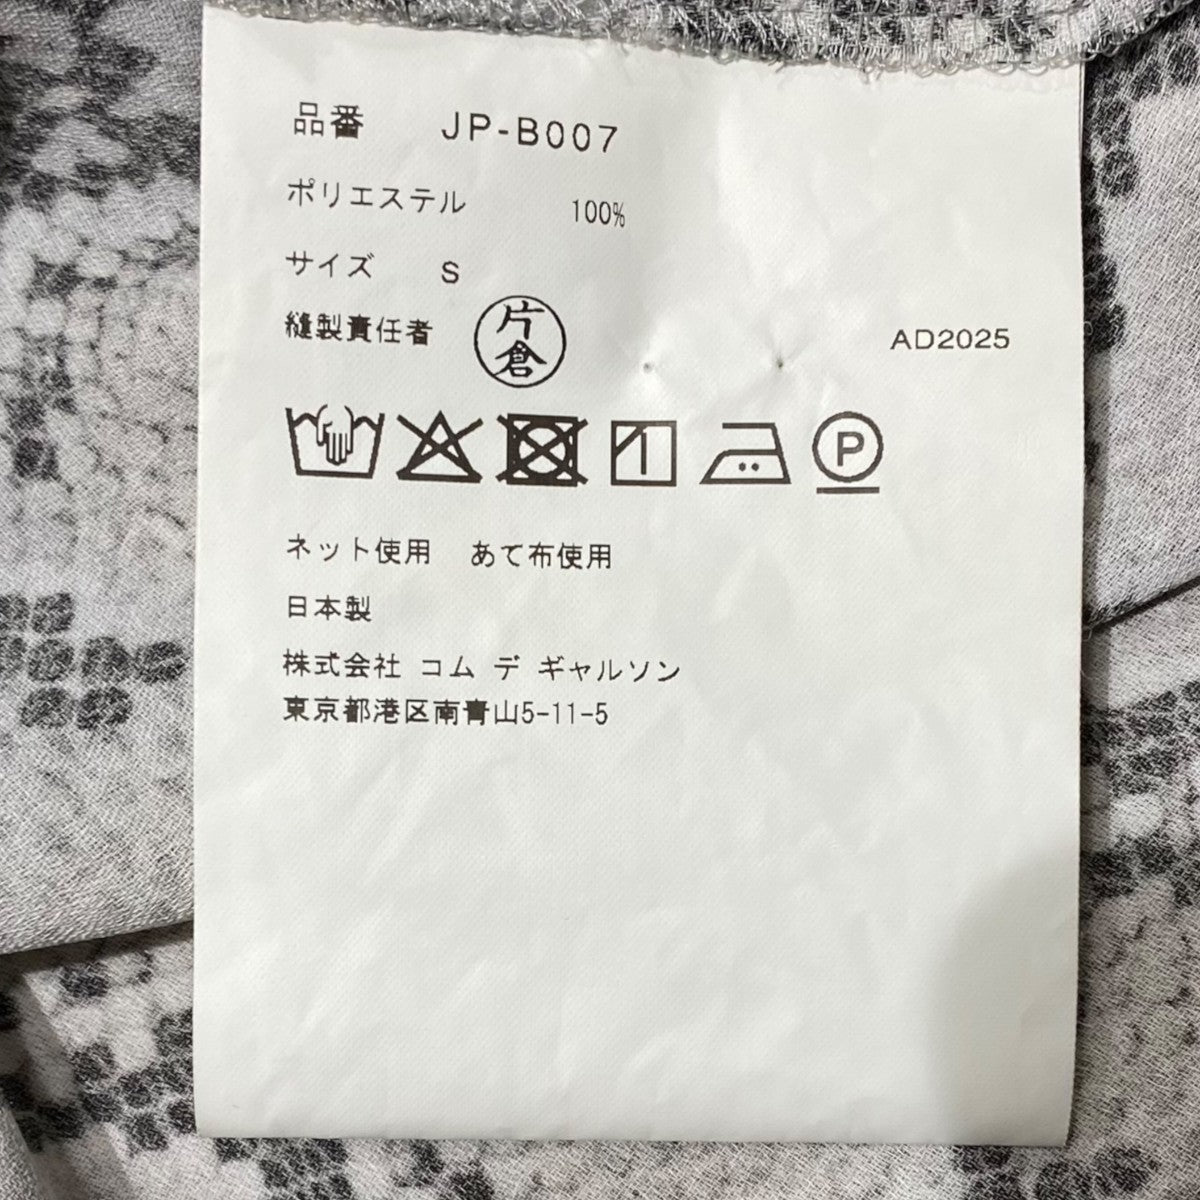 品番 JP-B007
ポリエステル 100%
サイズ S
縫製責任者 片倉 AD2025
P
ネット使用 あて布使用
日本製
株式会社 コム デ ギャルソン
東京都港区南青山5-11-5